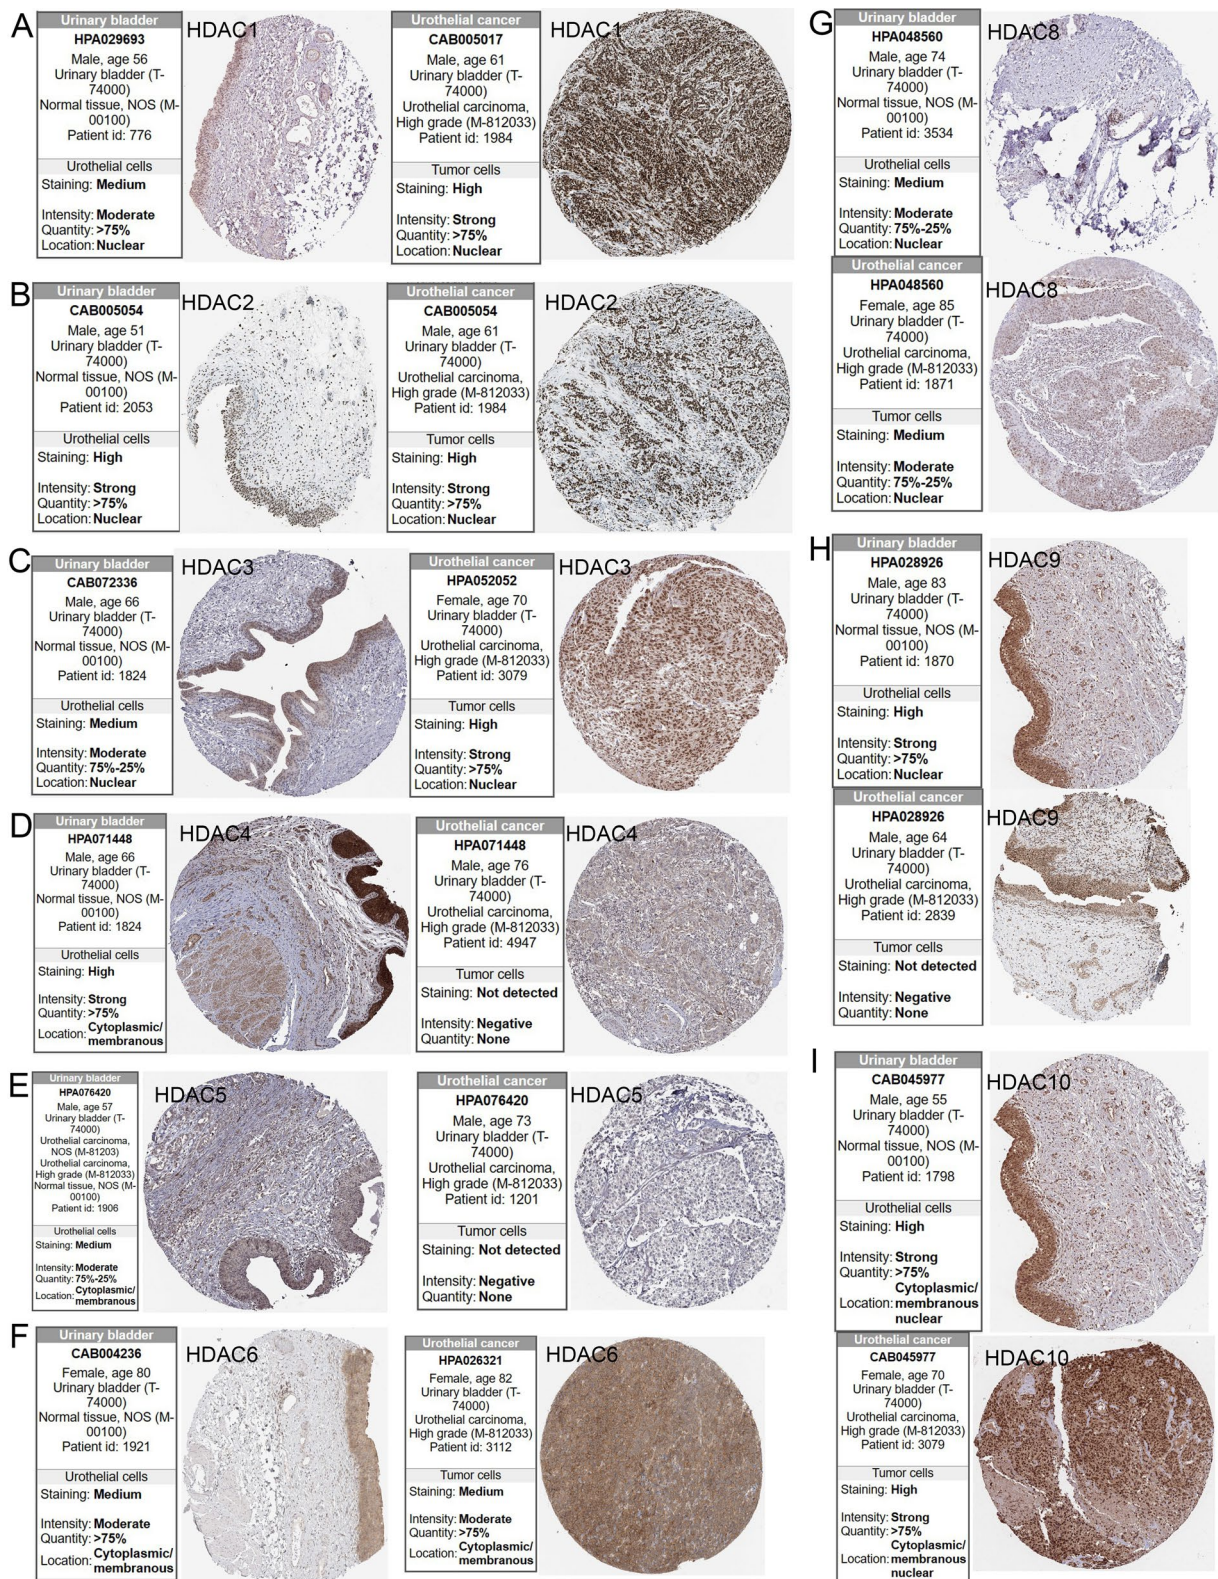 A
Urinary bladder
HPA029693
Male, age 56
Urinary bladder (T-
74000)
Normal tissue, NOS (M-
00100)
Patient id: 776
Urothelial cells
Staining: Medium
Intensity: Moderate
Quantity: >75%
Location: Nuclear
HDAC1
Urothelial cancer
CAB005017
Male, age 61
Urinary bladder (T-
74000)
Urothelial carcinoma,
High grade (M-812033)
Patient id: 1984
Tumor cells
Staining: High
Intensity: Strong
Quantity: >75%
Location: Nuclear
HDAC1
B
Urinary bladder
CAB005054
Male, age 51
Urinary bladder (T-
74000)
Normal tissue, NOS (M-
00100)
Patient id: 2053
Urothelial cells
Staining: High
Intensity: Strong
Quantity: >75%
Location: Nuclear
HDAC2
Urothelial cancer
CAB005054
Male, age 61
Urinary bladder (T-
74000)
Urothelial carcinoma,
High grade (M-812033)
Patient id: 1984
Tumor cells
Staining: High
Intensity: Strong
Quantity: >75%
Location: Nuclear
HDAC2
C
Urinary bladder
CAB072336
Male, age 66
Urinary bladder (T-
74000)
Normal tissue, NOS (M-
00100)
Patient id: 1824
Urothelial cells
Staining: Medium
Intensity: Moderate
Quantity: 75%-25%
Location: Nuclear
HDAC3
Urothelial cancer
HPA052052
Female, age 70
Urinary bladder (T-
74000)
Urothelial carcinoma,
High grade (M-812033)
Patient id: 3079
Tumor cells
Staining: High
Intensity: Strong
Quantity: >75%
Location: Nuclear
HDAC3
D
Urinary bladder
HPA071448
Male, age 66
Urinary bladder (T-
74000)
Normal tissue, NOS (M-
00100)
Patient id: 1824
Urothelial cells
Staining: High
Intensity: Strong
Quantity: >75%
Location: Cytoplasmic/
membranous
HDAC4
Urothelial cancer
HPA071448
Male, age 76
Urinary bladder (T-
74000)
Urothelial carcinoma,
High grade (M-812033)
Patient id: 4947
Tumor cells
Staining: Not detected
Intensity: Negative
Quantity: None
HDAC4
E
Urinary bladder
HPA076420
Male, age 57
Urinary bladder (T-
74000)
Urothelial carcinoma,
NOS (M-81203)
Urothelial carcinoma,
High grade (M-812033)
Normal tissue, NOS (M-
00100)
Patient id: 1906
Urothelial cells
Staining: Medium
Intensity: Moderate
Quantity: 75%-25%
Location: Cytoplasmic/
membranous
HDAC5
Urothelial cancer
HPA076420
Male, age 73
Urinary bladder (T-
74000)
Urothelial carcinoma,
High grade (M-812033)
Patient id: 1201
Tumor cells
Staining: Not detected
Intensity: Negative
Quantity: None
HDAC5
F
Urinary bladder
CAB004236
Female, age 80
Urinary bladder (T-
74000)
Normal tissue, NOS (M-
00100)
Patient id: 1921
Urothelial cells
Staining: Medium
Intensity: Moderate
Quantity: >75%
Location: Cytoplasmic/
membranous
HDAC6
Urothelial cancer
HPA026321
Female, age 82
Urinary bladder (T-
74000)
Urothelial carcinoma,
High grade (M-812033)
Patient id: 3112
Tumor cells
Staining: Medium
Intensity: Moderate
Quantity: >75%
Location: Cytoplasmic/
membranous
HDAC6
G
Urinary bladder
HPA048560
Male, age 74
Urinary bladder (T-
74000)
Normal tissue, NOS (M-
00100)
Patient id: 3534
Urothelial cells
Staining: Medium
Intensity: Moderate
Quantity: 75%-25%
Location: Nuclear
HDAC8
Urothelial cancer
HPA048560
Female, age 85
Urinary bladder (T-
74000)
Urothelial carcinoma,
High grade (M-812033)
Patient id: 1871
Tumor cells
Staining: Medium
Intensity: Moderate
Quantity: 75%-25%
Location: Nuclear
HDAC8
H
Urinary bladder
HPA028926
Male, age 83
Urinary bladder (T-
74000)
Normal tissue, NOS (M-
00100)
Patient id: 1870
Urothelial cells
Staining: High
Intensity: Strong
Quantity: >75%
Location: Nuclear
HDAC9
Urothelial cancer
HPA028926
Male, age 64
Urinary bladder (T-
74000)
Urothelial carcinoma,
High grade (M-812033)
Patient id: 2839
Tumor cells
Staining: Not detected
Intensity: Negative
Quantity: None
HDAC9
I
Urinary bladder
CAB045977
Male, age 55
Urinary bladder (T-
74000)
Normal tissue, NOS (M-
00100)
Patient id: 1798
Urothelial cells
Staining: High
Intensity: Strong
Quantity: >75%
Cytoplasmic/
Location: membranous
nuclear
HDAC10
Urothelial cancer
CAB045977
Female, age 70
Urinary bladder (T-
74000)
Urothelial carcinoma,
High grade (M-812033)
Patient id: 3079
Tumor cells
Staining: High
Intensity: Strong
Quantity: >75%
Cytoplasmic/
Location: membranous
nuclear
HDAC10